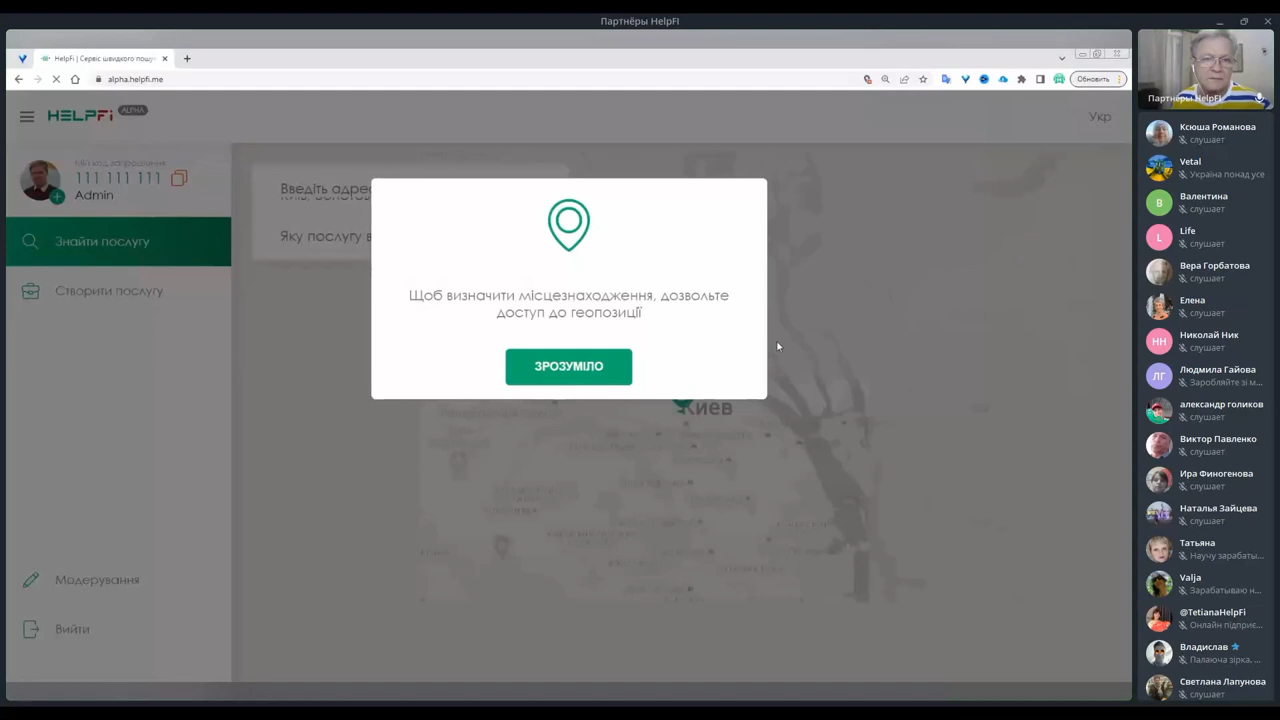 Партнёры HelpFI
HelpFi | Сервіс швидкого пошу
alpha.helpfi.me
Обновить
HELPFi ALPHA
Укр
Мій код запрошення:
111 111 111
Admin
Знайти послугу
Створити послугу
Модерування
Вийти
Введіть адрес
Яку послугу в
Щоб визначити місцезнаходження, дозвольте
доступ до геопозиції
ЗРОЗУМІЛО
Киев
Партнёры HelpFI
Ксюша Романова
слушает
Vetal
Україна понад усе
В
Валентина
слушает
L
Life
слушает
Вера Горбатова
слушает
Елена
слушает
НН
Николай Ник
слушает
ЛГ
Людмила Гайова
Заробляйте зі м...
александр голиков
слушает
Виктор Павленко
слушает
Ира Финогенова
слушает
Наталья Зайцева
слушает
Татьяна
Научу зарабаты...
Valja
Зарабатываю н...
@TetianaHelpFi
Онлайн підприє...
Владислав
Палаюча зірка, ...
Светлана Лапунова
слушает